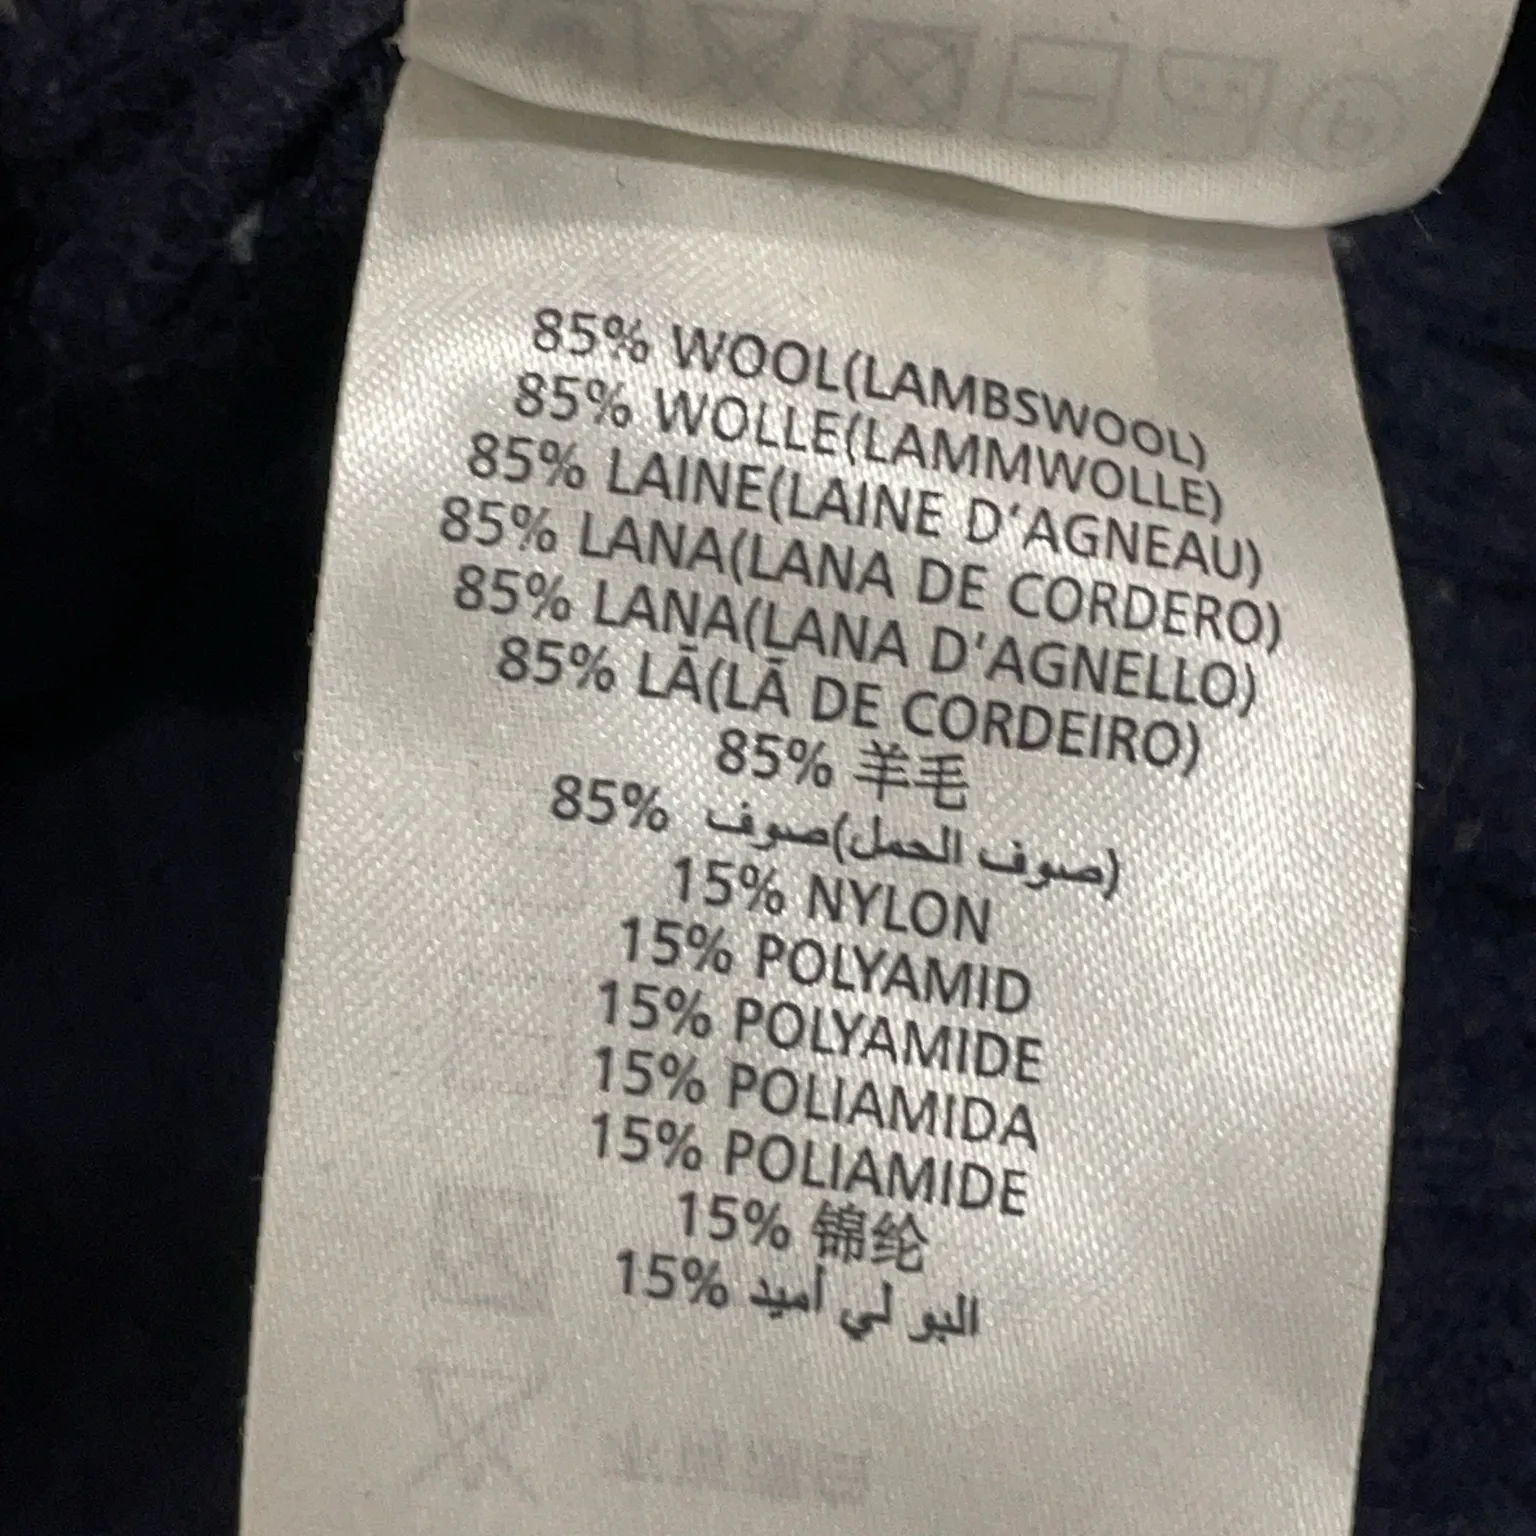 85% WOOL(LAMBSWOOL)
85% WOLLE(LAMMWOLLE)
85% LAINE(LAINE D'AGNEAU)
85% LANA(LANA DE CORDERO)
85% LANA(LANA D'AGNELLO)
85% LÃ(LÃ DE CORDEIRO)
85% 羊毛
85% صوف(صوف الحمل)
15% NYLON
15% POLYAMID
15% POLYAMIDE
15% POLIAMIDA
15% POLIAMIDE
15% 锦纶
15% البو لي أميد